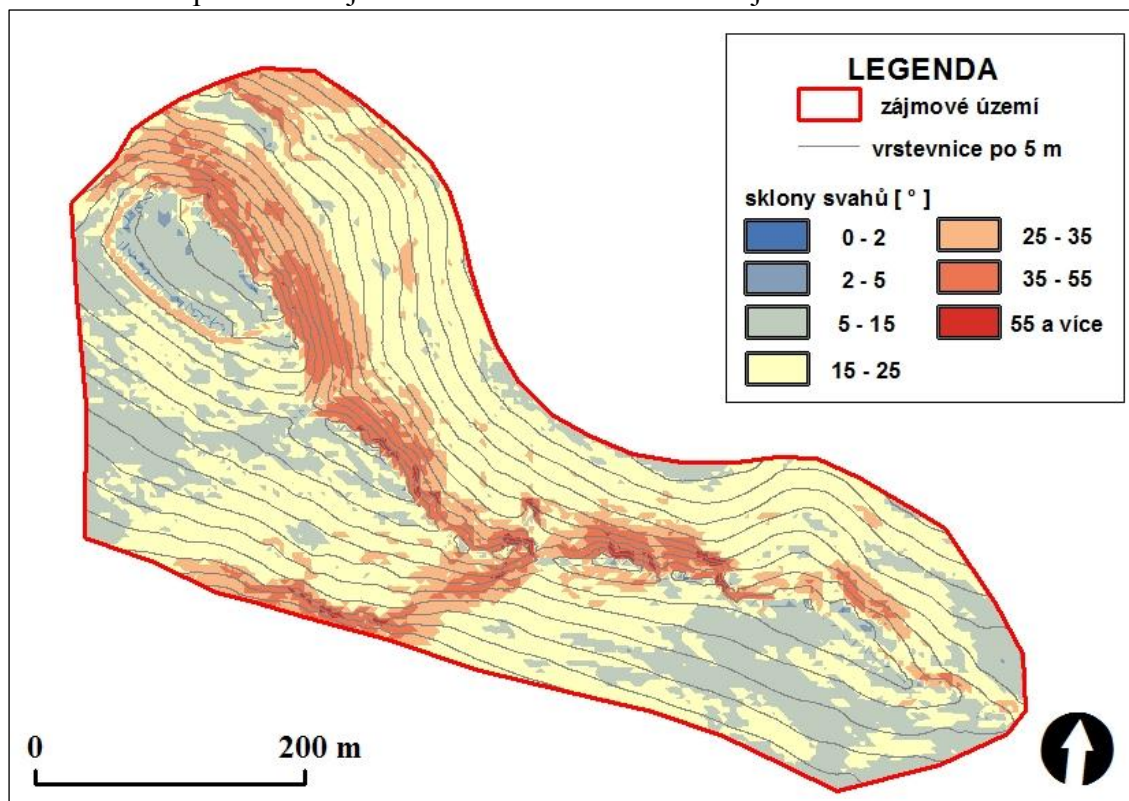 LEGENDA
zájmové území
vrstevnice po 5 m
sklony svahů [ ° ]
0 - 2
25 - 35
2 - 5
35 - 55
5 - 15
55 a více
15 - 25
0
200 m